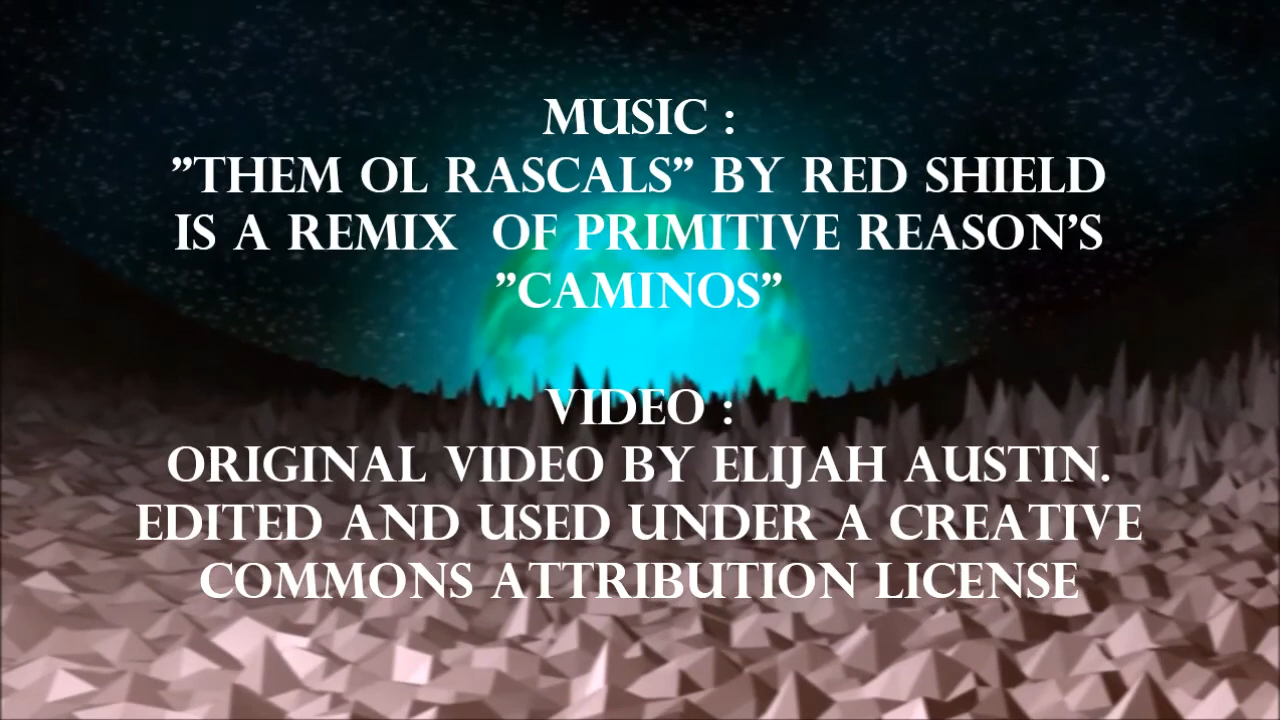 MUSIC :
”THEM OL RASCALS” BY RED SHIELD
IS A REMIX  OF PRIMITIVE REASON’S
”CAMINOS”
VIDEO :
ORIGINAL VIDEO BY ELIJAH AUSTIN.
EDITED AND USED UNDER A CREATIVE
COMMONS ATTRIBUTION LICENSE